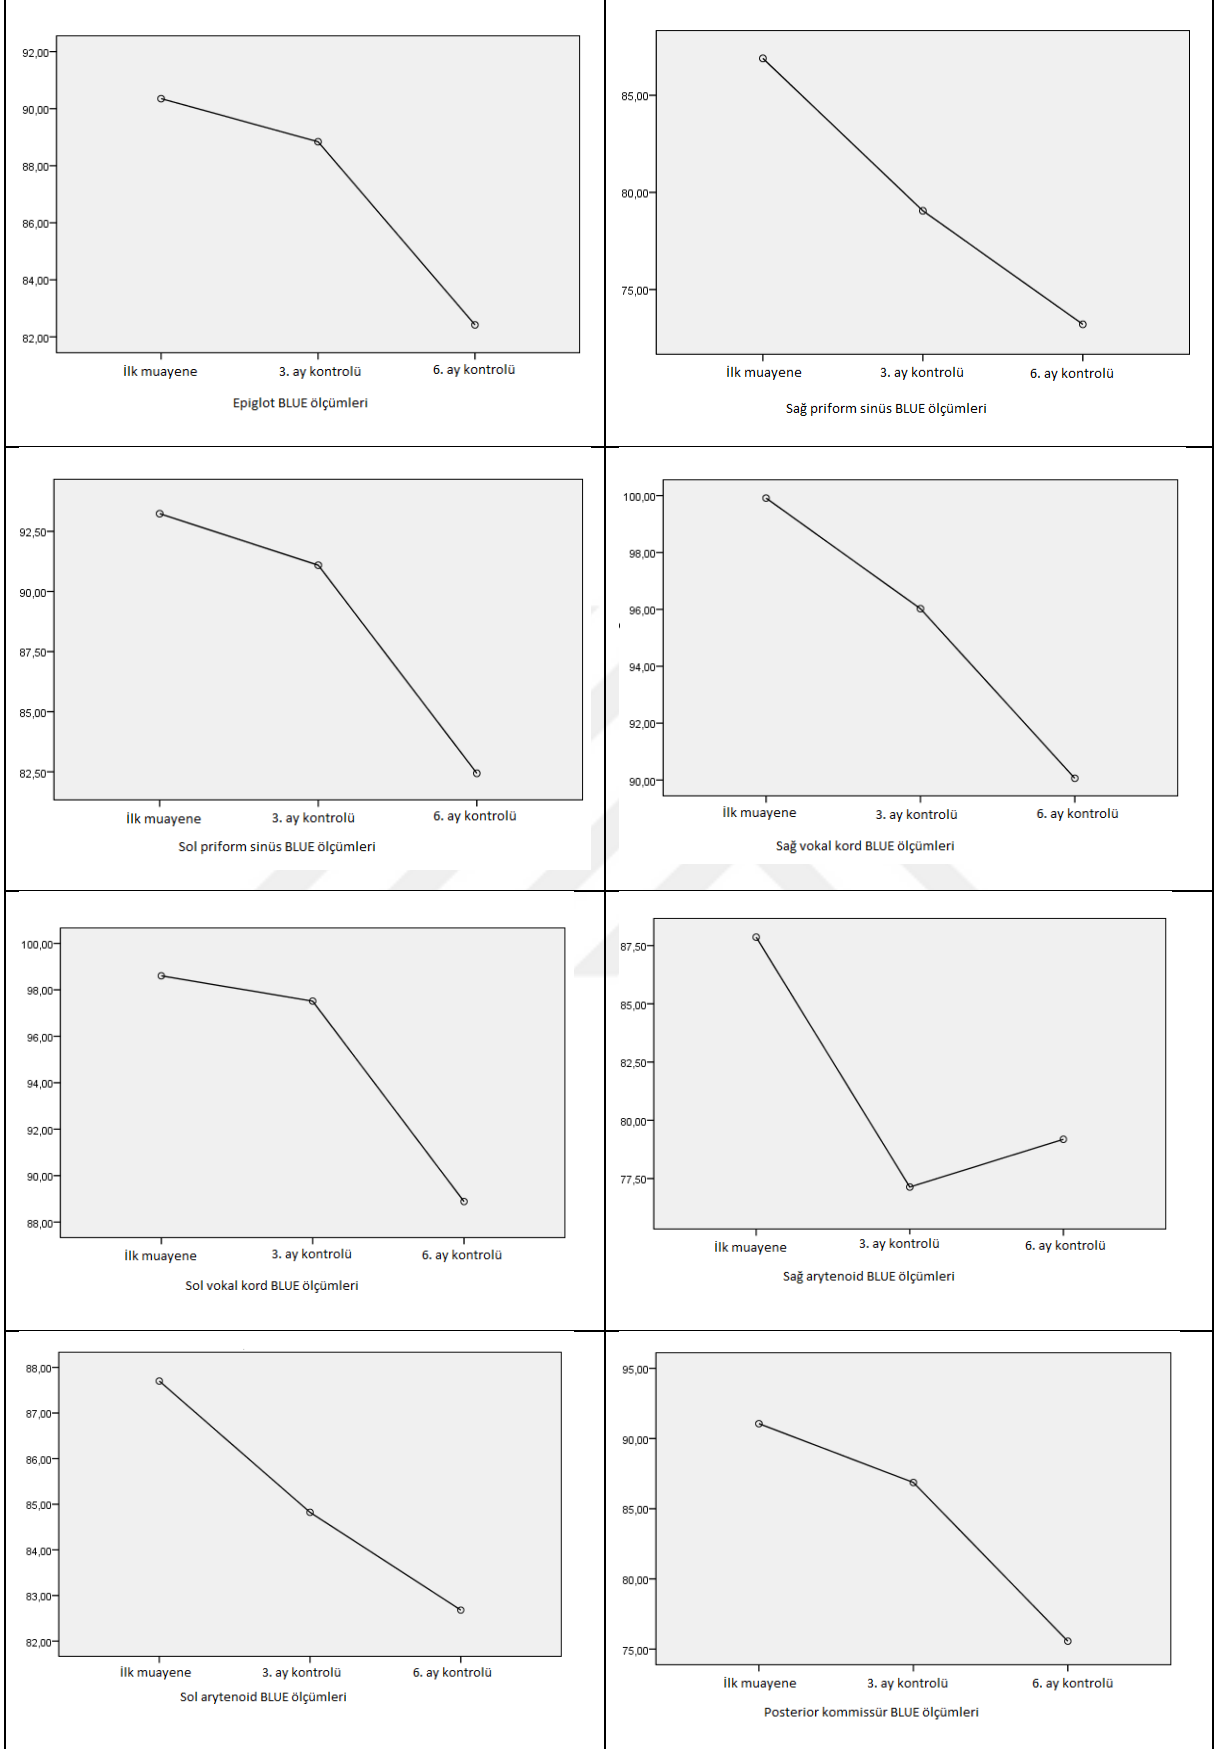 92,00
90,00
88,00
86,00
84,00
82,00
İlk muayene 3. ay kontrolü 6. ay kontrolü
Epiglot BLUE ölçümleri
85,00
80,00
75,00
İlk muayene 3. ay kontrolü 6. ay kontrolü
Sağ priform sinüs BLUE ölçümleri
92,50
90,00
87,50
85,00
82,50
İlk muayene 3. ay kontrolü 6. ay kontrolü
Sol priform sinüs BLUE ölçümleri
100,00
98,00
96,00
94,00
92,00
90,00
İlk muayene 3. ay kontrolü 6. ay kontrolü
Sağ vokal kord BLUE ölçümleri
100,00
98,00
96,00
94,00
92,00
90,00
88,00
İlk muayene 3. ay kontrolü 6. ay kontrolü
Sol vokal kord BLUE ölçümleri
87,50
85,00
82,50
80,00
77,50
İlk muayene 3. ay kontrolü 6. ay kontrolü
Sağ arytenoid BLUE ölçümleri
88,00
87,00
86,00
85,00
84,00
83,00
82,00
İlk muayene 3. ay kontrolü 6. ay kontrolü
Sol arytenoid BLUE ölçümleri
95,00
90,00
85,00
80,00
75,00
İlk muayene 3. ay kontrolü 6. ay kontrolü
Posterior kommissür BLUE ölçümleri